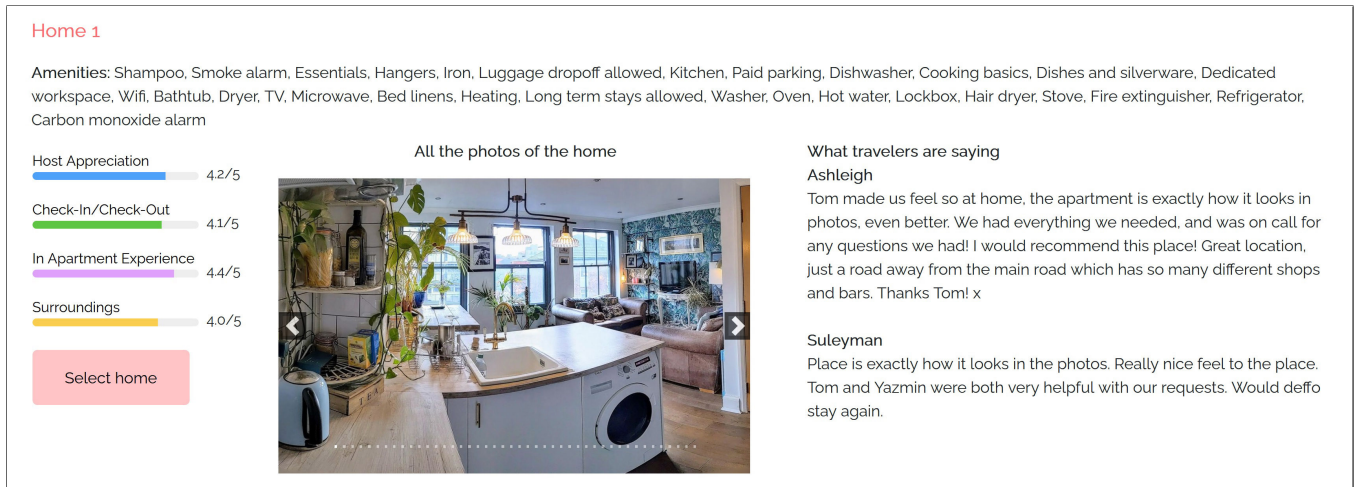 Home 1
Amenities: Shampoo, Smoke alarm, Essentials, Hangers, Iron, Luggage dropoff allowed, Kitchen, Paid parking, Dishwasher, Cooking basics, Dishes and silverware, Dedicated
workspace, Wifi, Bathtub, Dryer, TV, Microwave, Bed linens, Heating, Long term stays allowed, Washer, Oven, Hot water, Lockbox, Hair dryer, Stove, Fire extinguisher, Refrigerator,
Carbon monoxide alarm
Host Appreciation
4.2/5
Check-In/Check-Out
4.1/5
In Apartment Experience
4.4/5
Surroundings
4.0/5
Select home
All the photos of the home
What travelers are saying
Ashleigh
Tom made us feel so at home, the apartment is exactly how it looks in
photos, even better. We had everything we needed, and was on call for
any questions we had! I would recommend this place! Great location,
just a road away from the main road which has so many different shops
and bars. Thanks Tom! x
Suleyman
Place is exactly how it looks in the photos. Really nice feel to the place.
Tom and Yazmin were both very helpful with our requests. Would deffo
stay again.